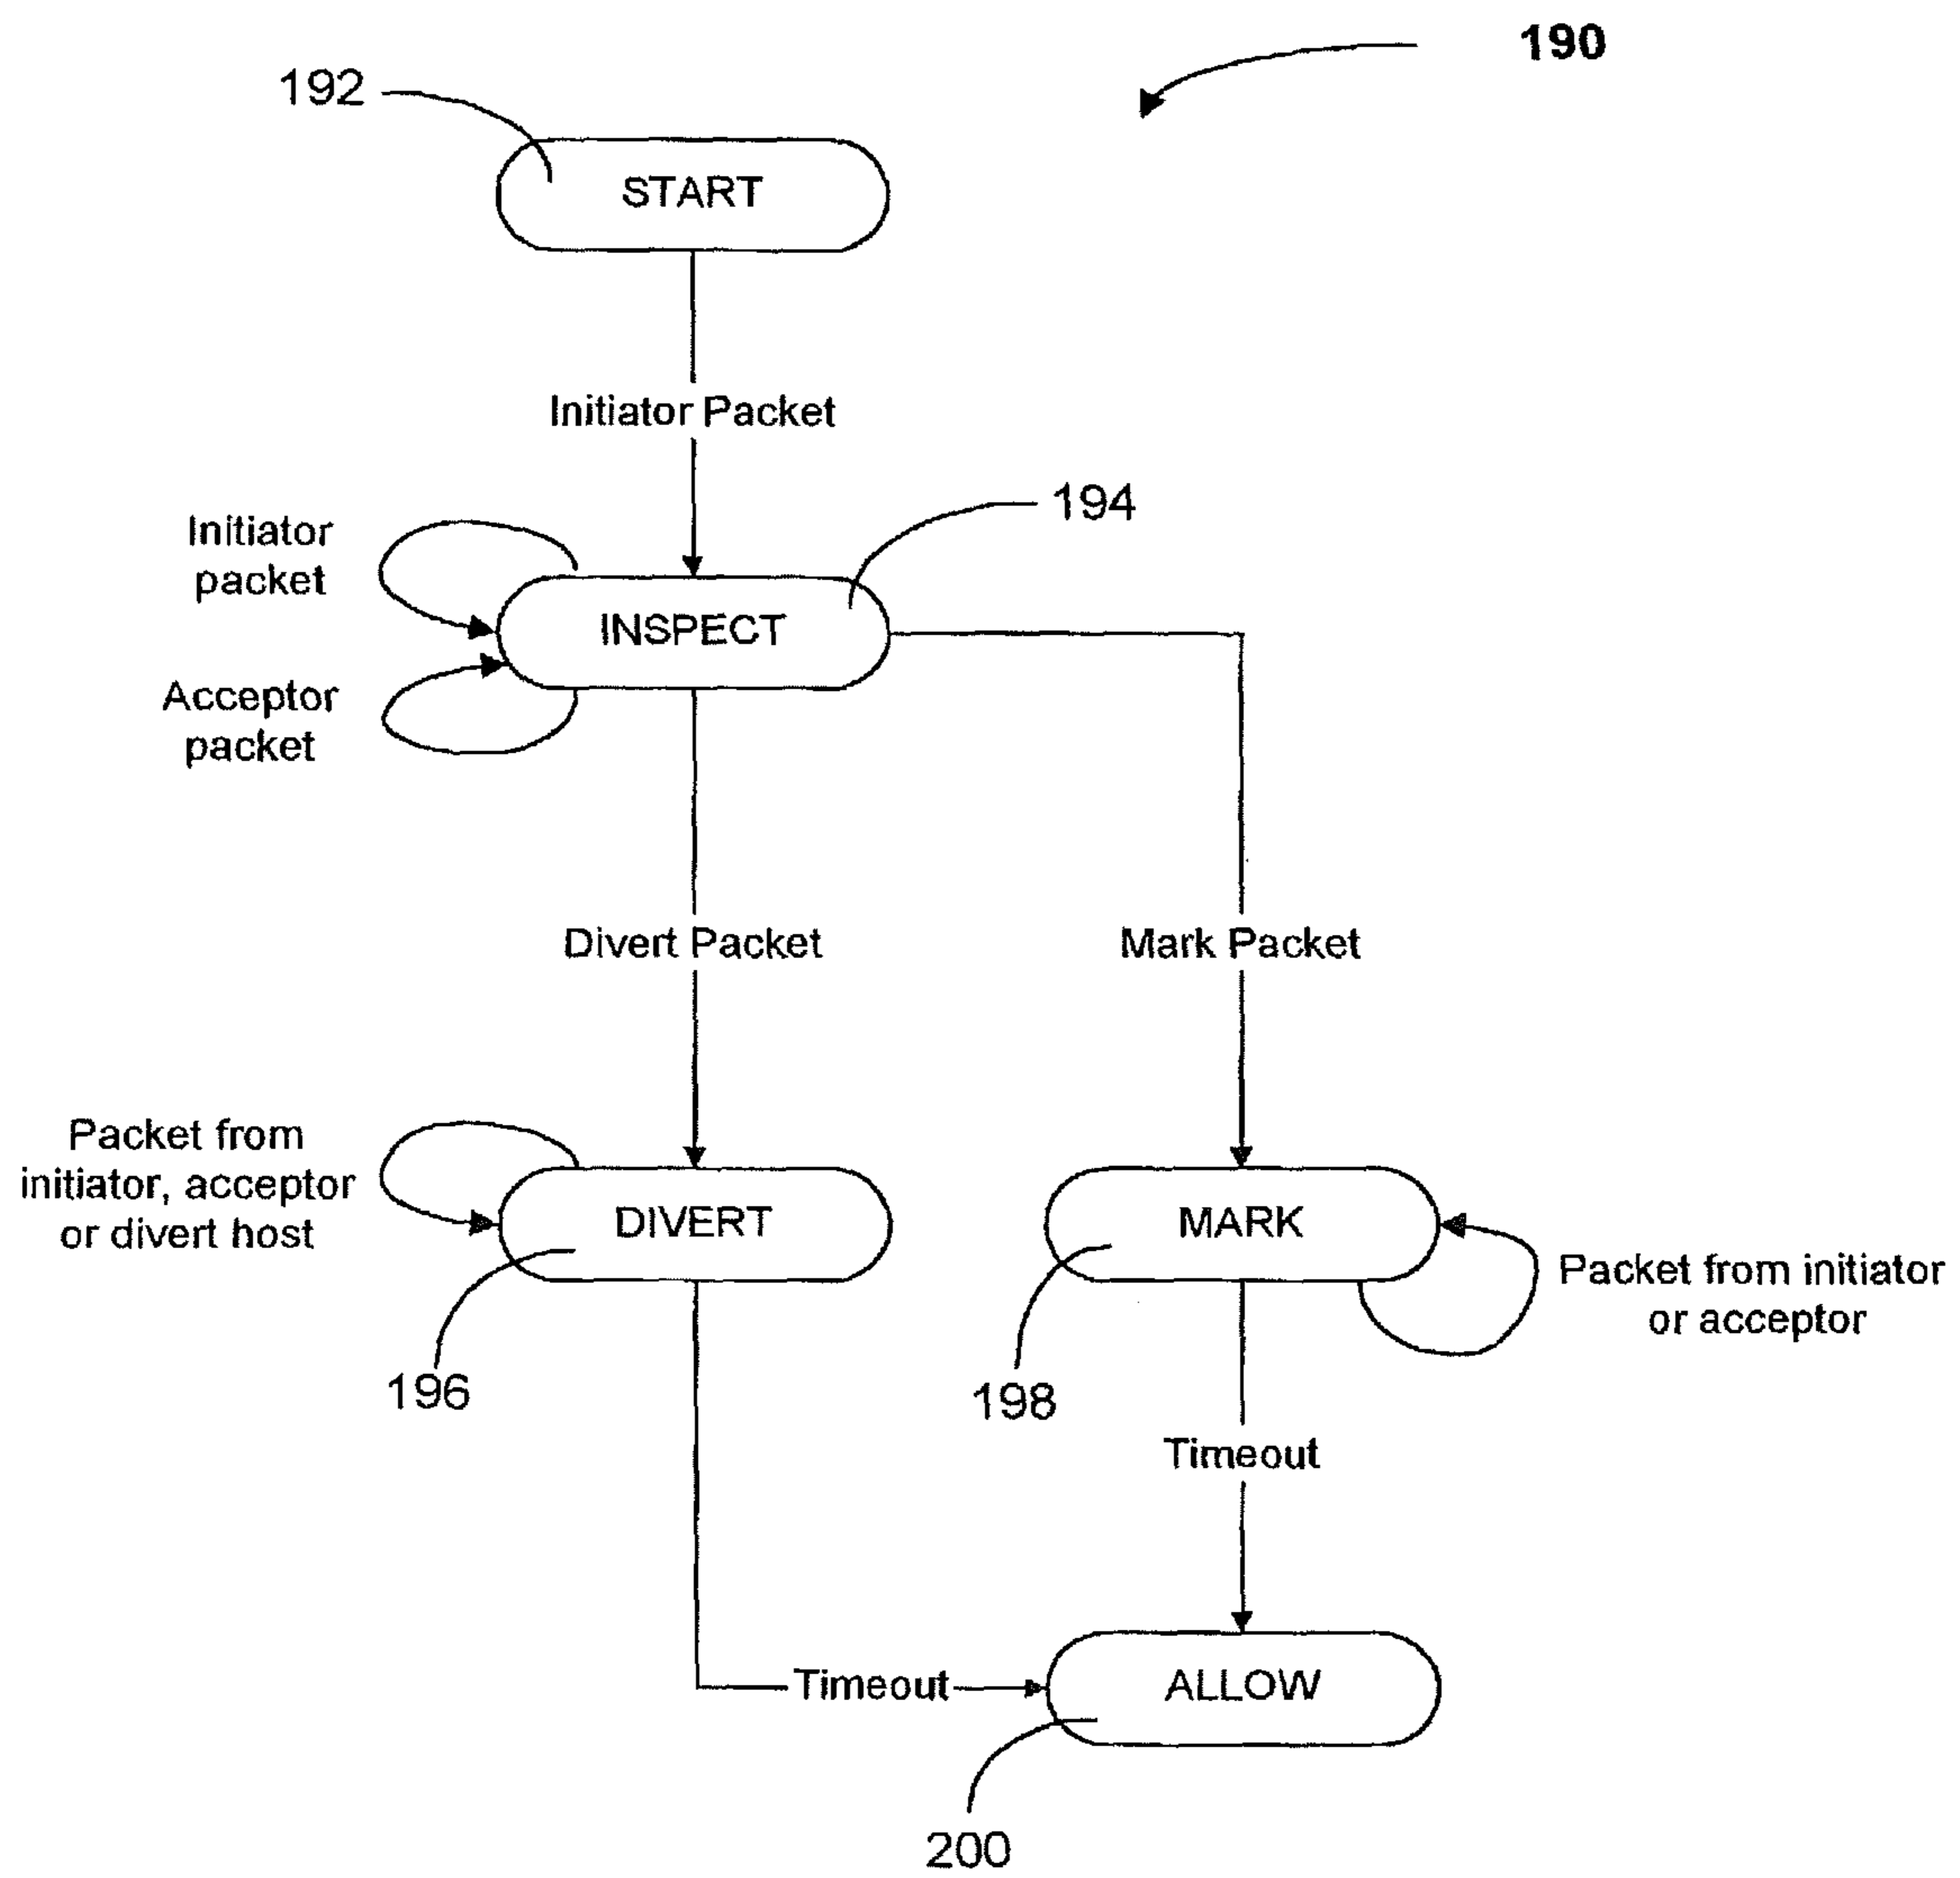 190
192
START
Initiator Packet
194
Initiator
packet
INSPECT
Acceptor
packet
Divert Packet
Mark Packet
Packet from
initiator, acceptor
or divert host
DIVERT
MARK
Packet from initiator
or acceptor
196
198
Timeout
Timeout
ALLOW
200